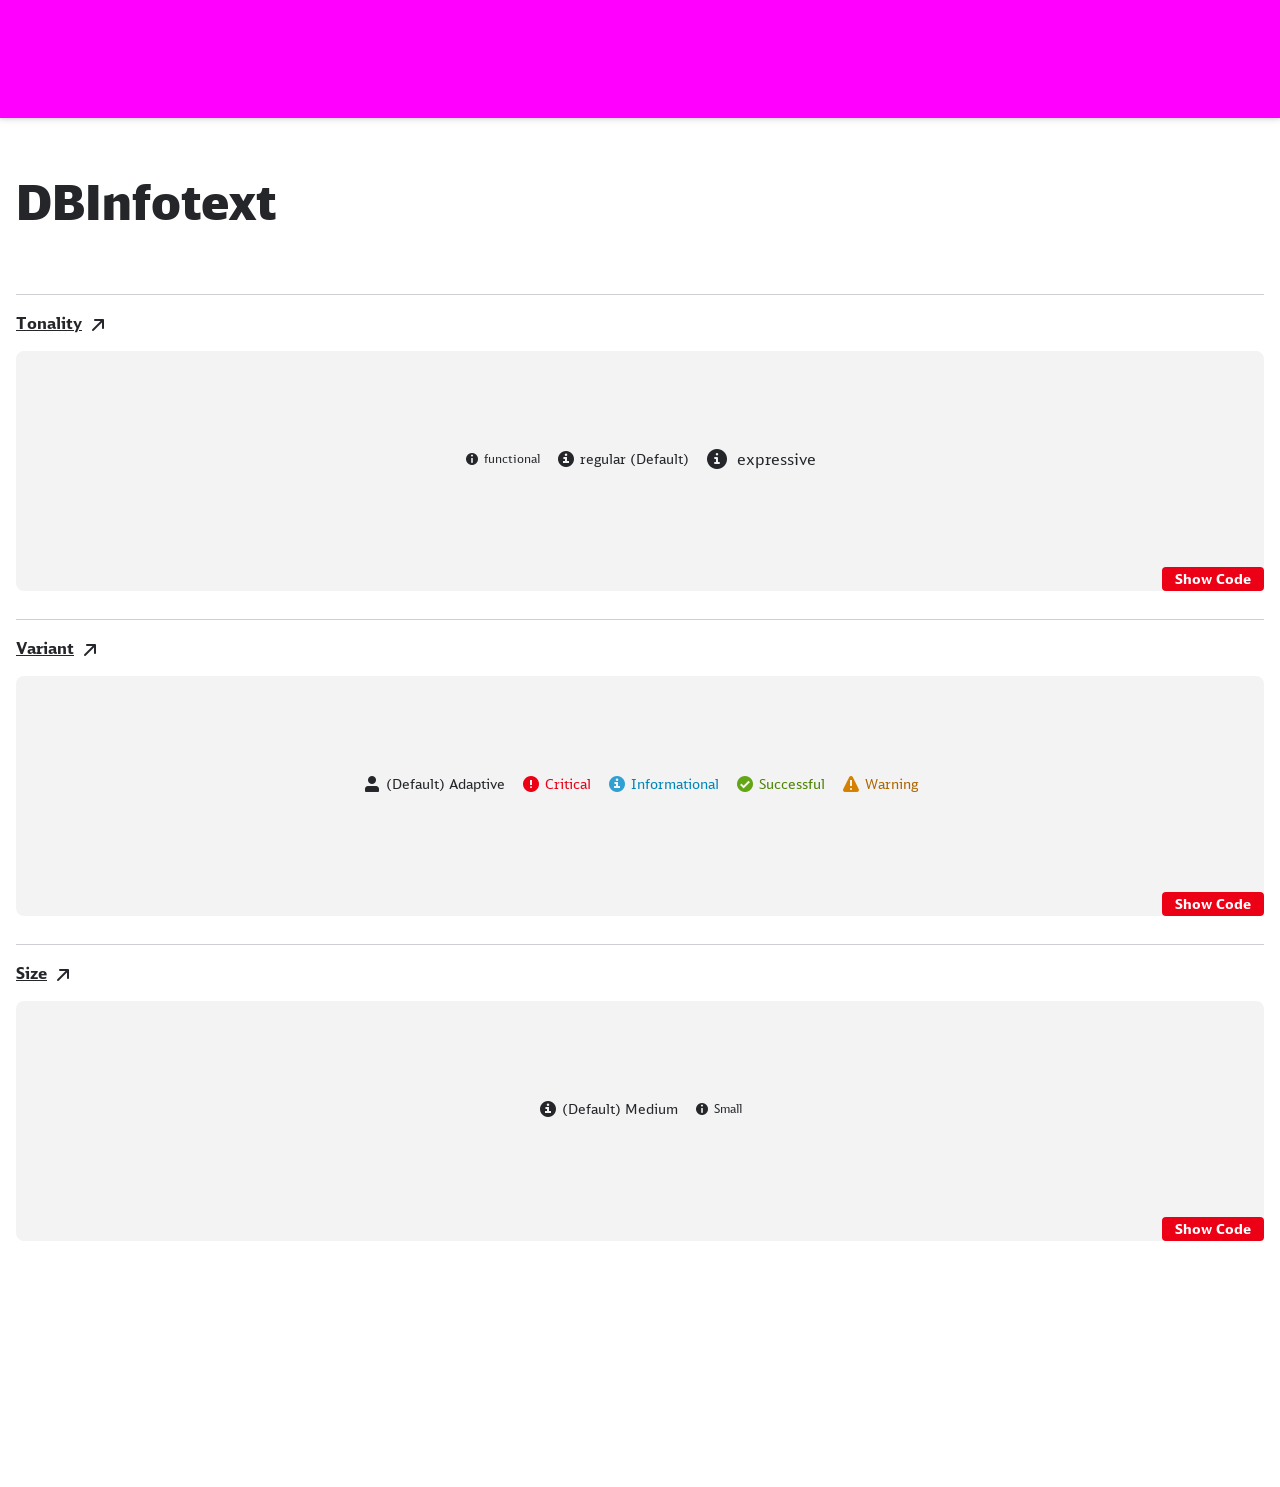 DBInfotext
Tonality
functional regular (Default) expressive
Show Code
Variant
(Default) Adaptive Critical Informational Successful Warning
Show Code
Size
(Default) Medium Small
Show Code